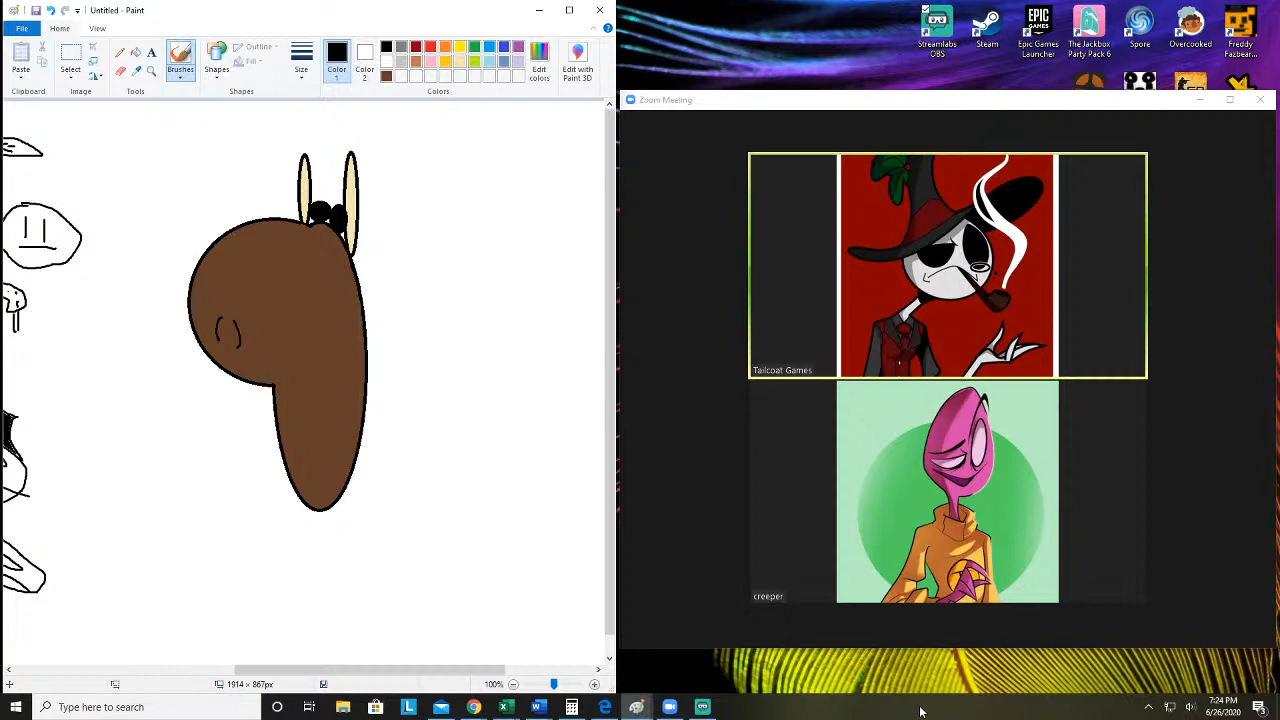 Untitled - Paint
File
Home
View
Paste
Select
Brushes
Shapes
Outline
Fill
Size
Color
1
Color
2
Edit
colors
Edit with
Paint 3D
Clipboard
Image
Tools
Shapes
Colors
Streamlabs
OBS
Steam
Epic Games
Launcher
The Jackbox
Party Pack 6
Spore
Overcooked
Freddy
Fazbear...
Zoom Meeting
Tailcoat Games
creeper
1914 × 867px
100%
Type here to search
7:24 PM
6/26/2020
3